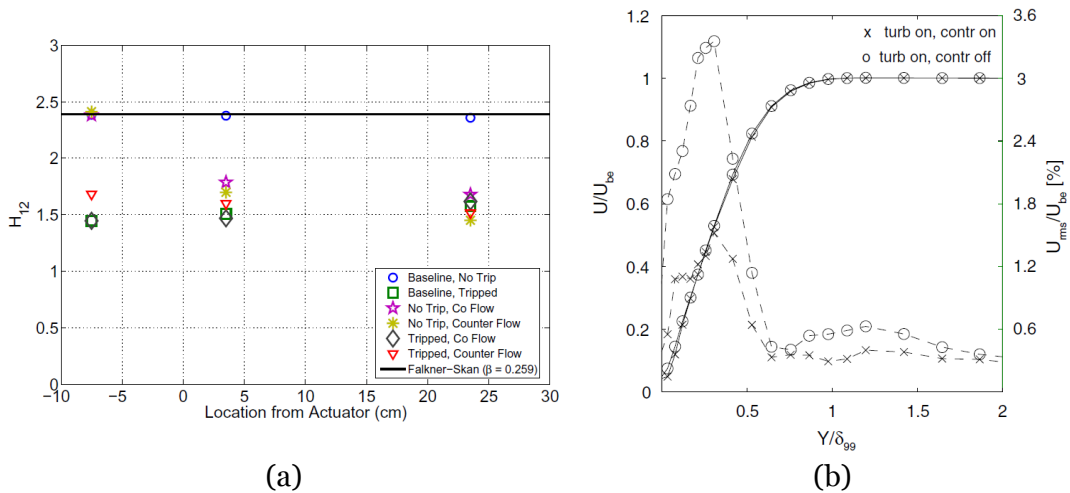 3
2.5
2
1.5
1
0.5
0
H12
-10
-5
0
5
10
15
20
25
30
Location from Actuator (cm)
Baseline, No Trip
Baseline, Tripped
No Trip, Co Flow
No Trip, Counter Flow
Tripped, Co Flow
Tripped, Counter Flow
Falkner-Skan (β = 0.259)
(a)
1.2
1
0.8
0.6
0.4
0.2
0
U/Ube
x turb on, contr on
o turb on, contr off
3.6
3
2.4
1.8
1.2
0.6
Urms/Ube [%]
0.5
1
1.5
2
Y/δ99
(b)